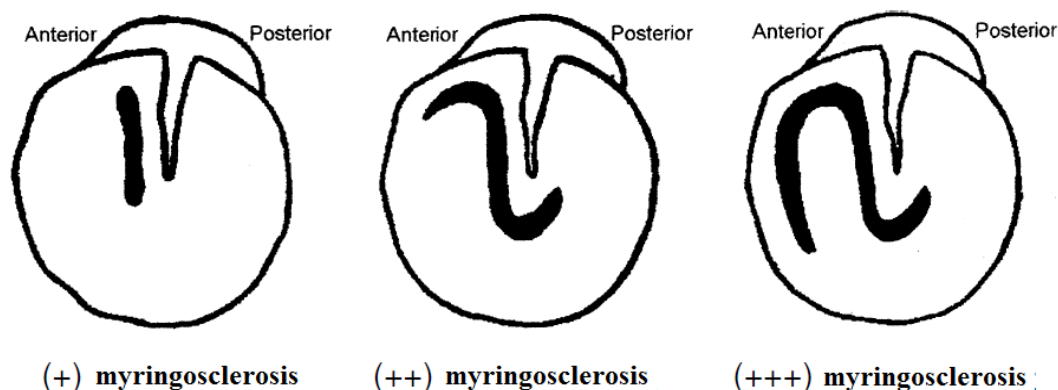 Anterior Posterior Anterior Posterior Anterior Posterior
(+) myringosclerosis (++) myringosclerosis (+++) myringosclerosis